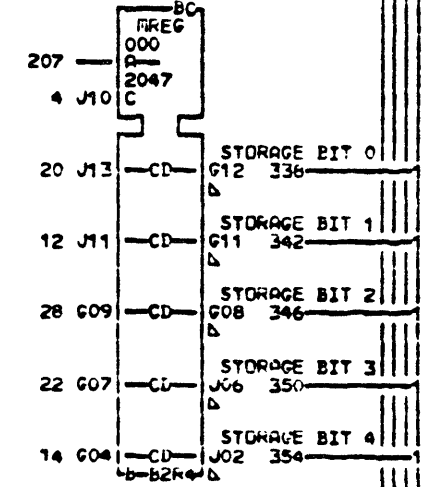 BC
MREG
000
207 A
2047
4 J10 C
STORAGE BIT 0
20 J13 CD G12 338
STORAGE BIT 1
12 J11 CD G11 342
STORAGE BIT 2
28 G09 CD G08 346
STORAGE BIT 3
22 G07 CD J06 350
STORAGE BIT 4
14 G04 CD J02 354
B-B2R4